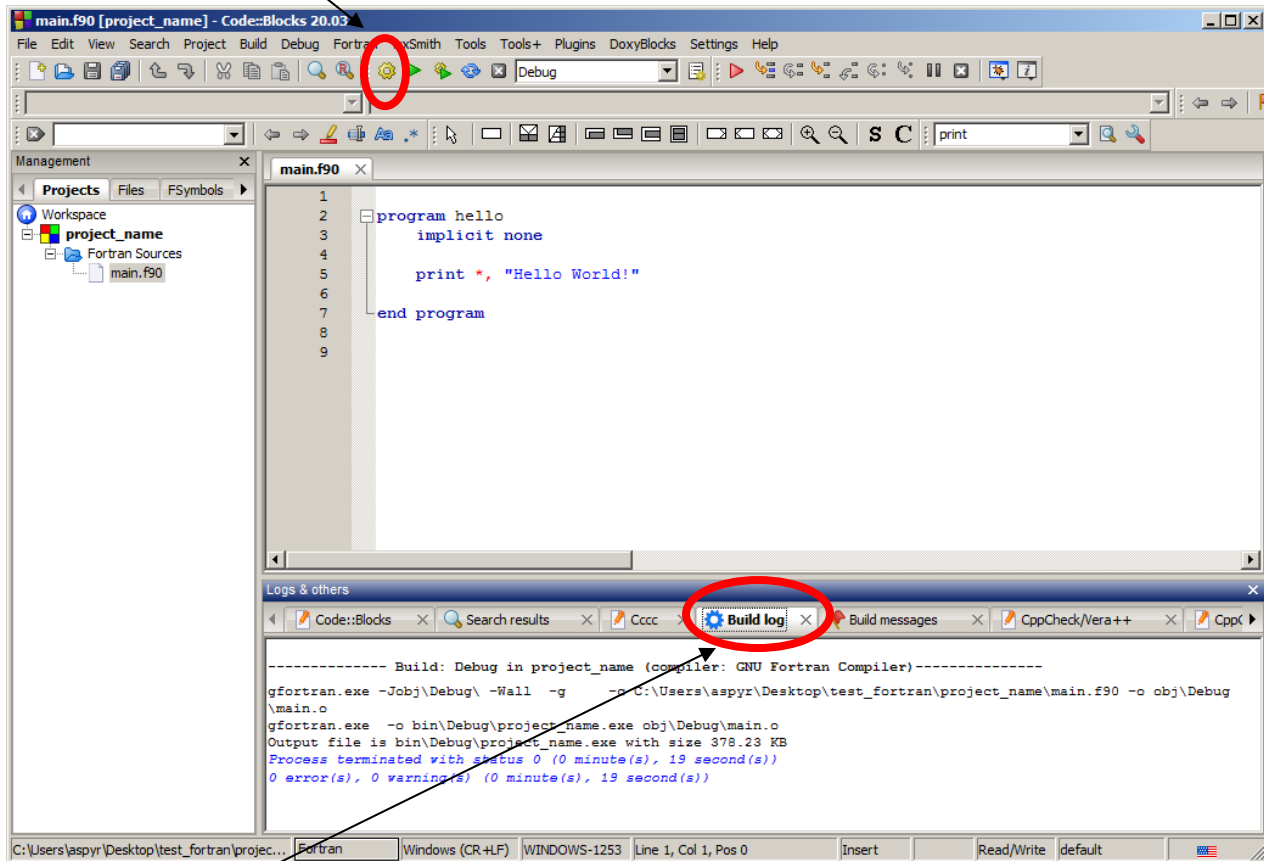 main.f90 [project_name] - Code::Blocks 20.03
File Edit View Search Project Build Debug Fortran wxSmith Tools Tools+ Plugins DoxyBlocks Settings Help
Debug
S C print
Management
main.f90
Projects Files FSymbols
Workspace
project_name
Fortran Sources
main.f90
1
2 program hello
3 implicit none
4
5 print *, "Hello World!"
6
7 end program
8
9
Logs & others
Code::Blocks Search results Cccc Build log Build messages CppCheck/Vera++ CppC
-------------- Build: Debug in project_name (compiler: GNU Fortran Compiler)---------------
gfortran.exe -Jobj\Debug\ -Wall -g -c C:\Users\aspyr\Desktop\test_fortran\project_name\main.f90 -o obj\Debug
\main.o
gfortran.exe -o bin\Debug\project_name.exe obj\Debug\main.o
Output file is bin\Debug\project_name.exe with size 378.23 KB
Process terminated with status 0 (0 minute(s), 19 second(s))
0 error(s), 0 warning(s) (0 minute(s), 19 second(s))
C:\Users\aspyr\Desktop\test_fortran\projec... Fortran Windows (CR+LF) WINDOWS-1253 Line 1, Col 1, Pos 0 Insert Read/Write default